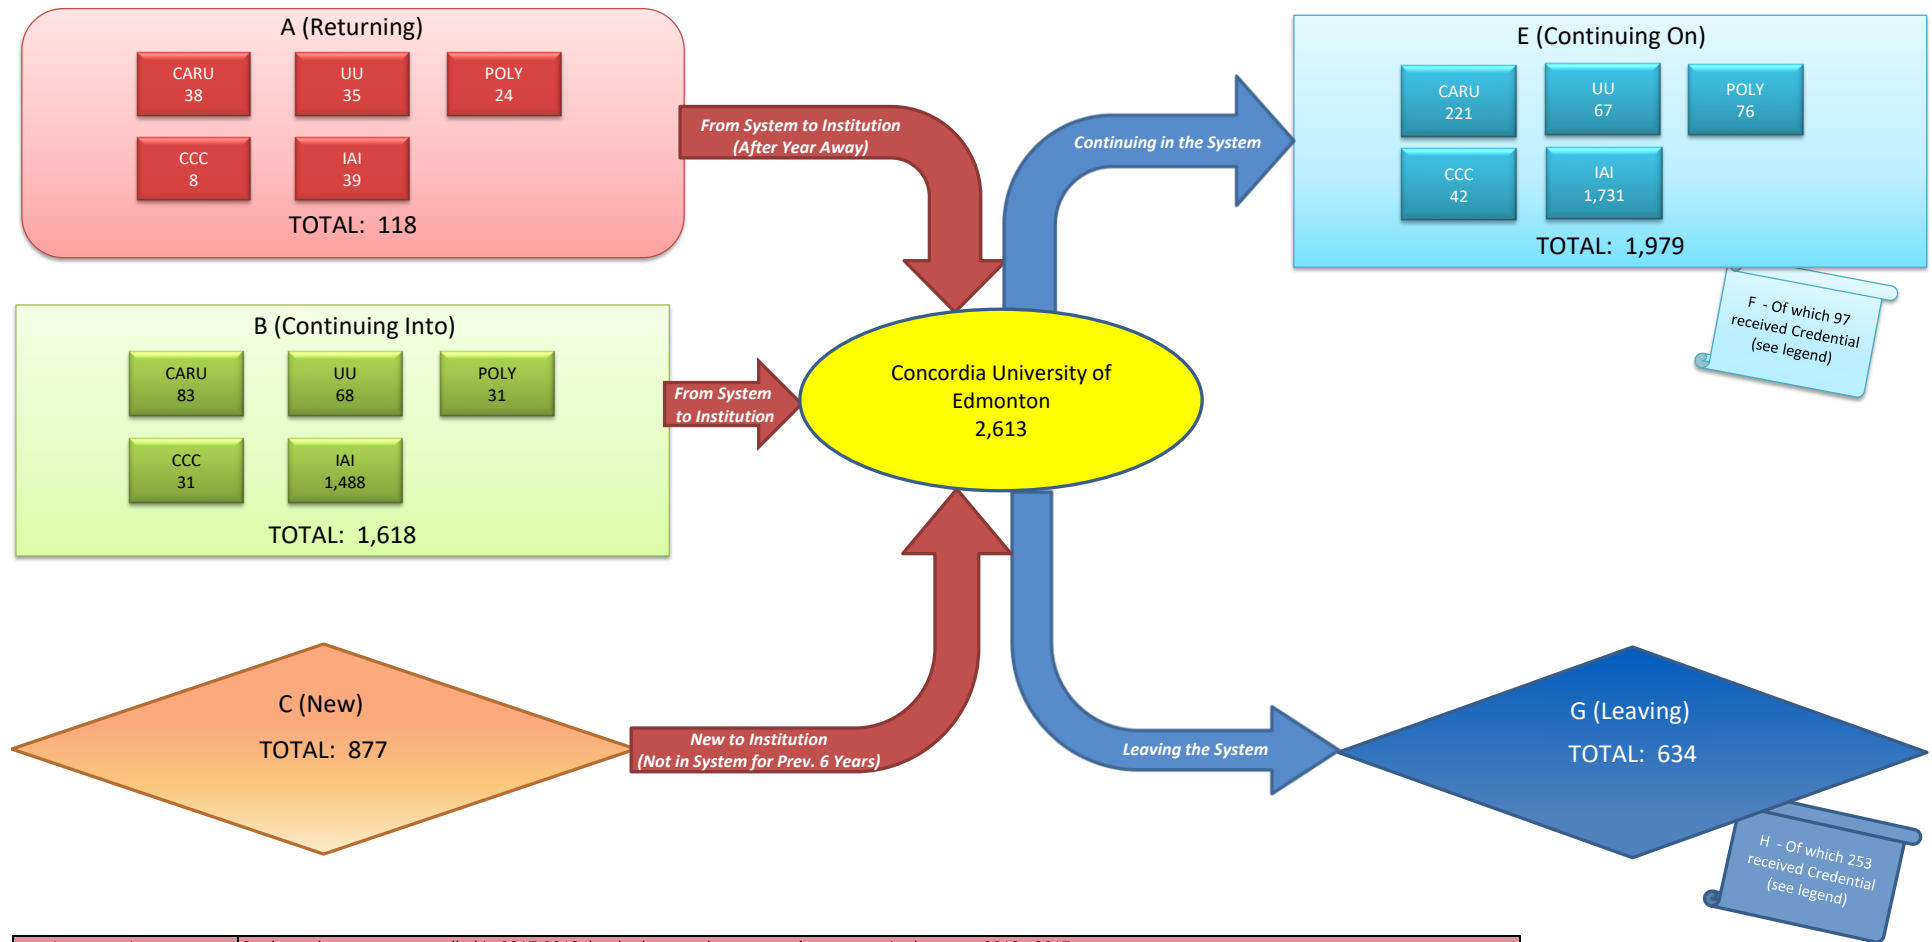 A (Returning)
CARU
38
UU
35
POLY
24
CCC
8
IAI
39
TOTAL: 118
From System to Institution
(After Year Away)
B (Continuing Into)
CARU
83
UU
68
POLY
31
CCC
31
IAI
1,488
TOTAL: 1,618
From System
to Institution
C (New)
TOTAL: 877
New to Institution
(Not in System for Prev. 6 Years)
Concordia University of
Edmonton
2,613
Continuing in the System
E (Continuing On)
CARU
221
UU
67
POLY
76
CCC
42
IAI
1,731
TOTAL: 1,979
F - Of which 97
received Credential
(see legend)
Leaving the System
G (Leaving)
TOTAL: 634
H - Of which 253
received Credential
(see legend)